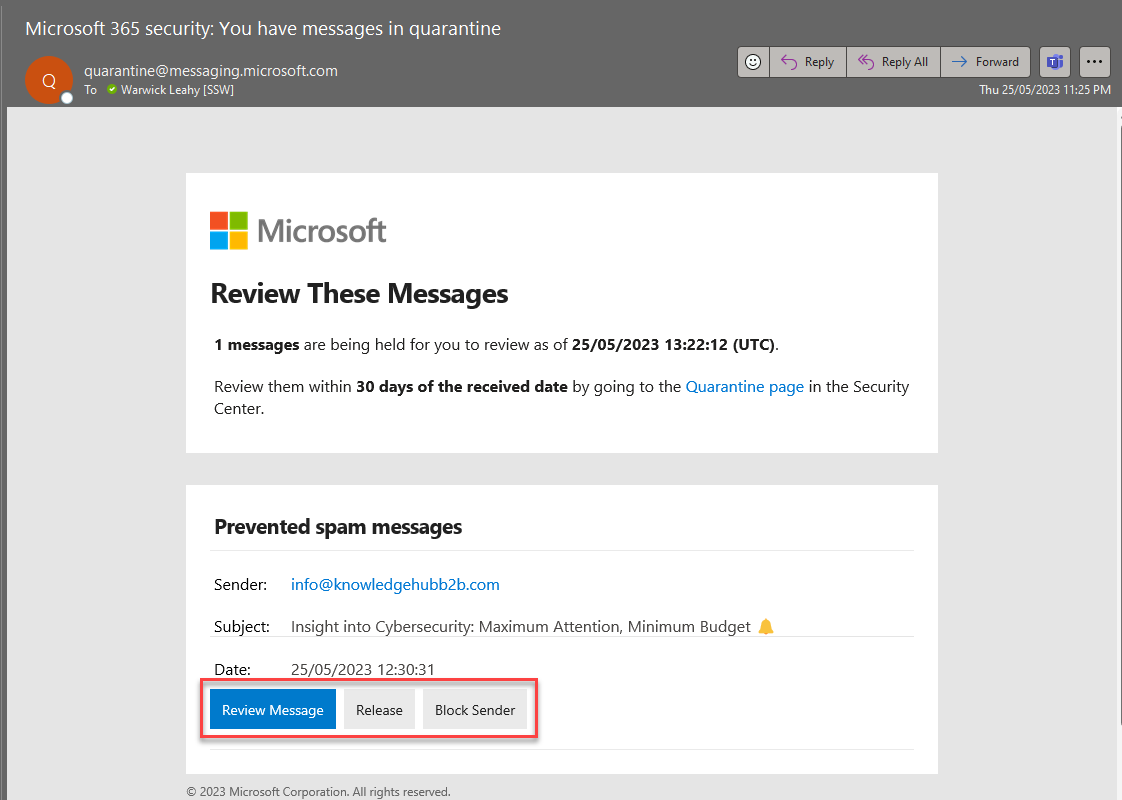 Microsoft 365 security: You have messages in quarantine
Q
quarantine@messaging.microsoft.com
To Warwick Leahy [SSW]
Reply
Reply All
Forward
Thu 25/05/2023 11:25 PM
Microsoft
Review These Messages
1 messages are being held for you to review as of 25/05/2023 13:22:12 (UTC).
Review them within 30 days of the received date by going to the Quarantine page in the Security
Center.
Prevented spam messages
Sender: info@knowledgehubb2b.com
Subject: Insight into Cybersecurity: Maximum Attention, Minimum Budget 🔔
Date: 25/05/2023 12:30:31
Review Message
Release
Block Sender
© 2023 Microsoft Corporation. All rights reserved.